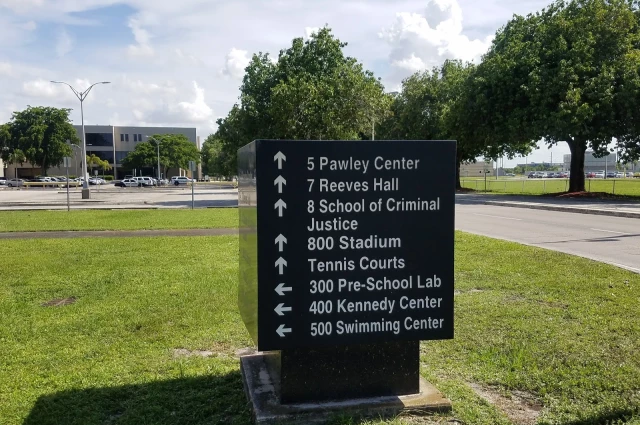 ↑ 5 Pawley Center
↑ 7 Reeves Hall
↑ 8 School of Criminal
Justice
↑ 800 Stadium
↑ Tennis Courts
← 300 Pre-School Lab
← 400 Kennedy Center
← 500 Swimming Center